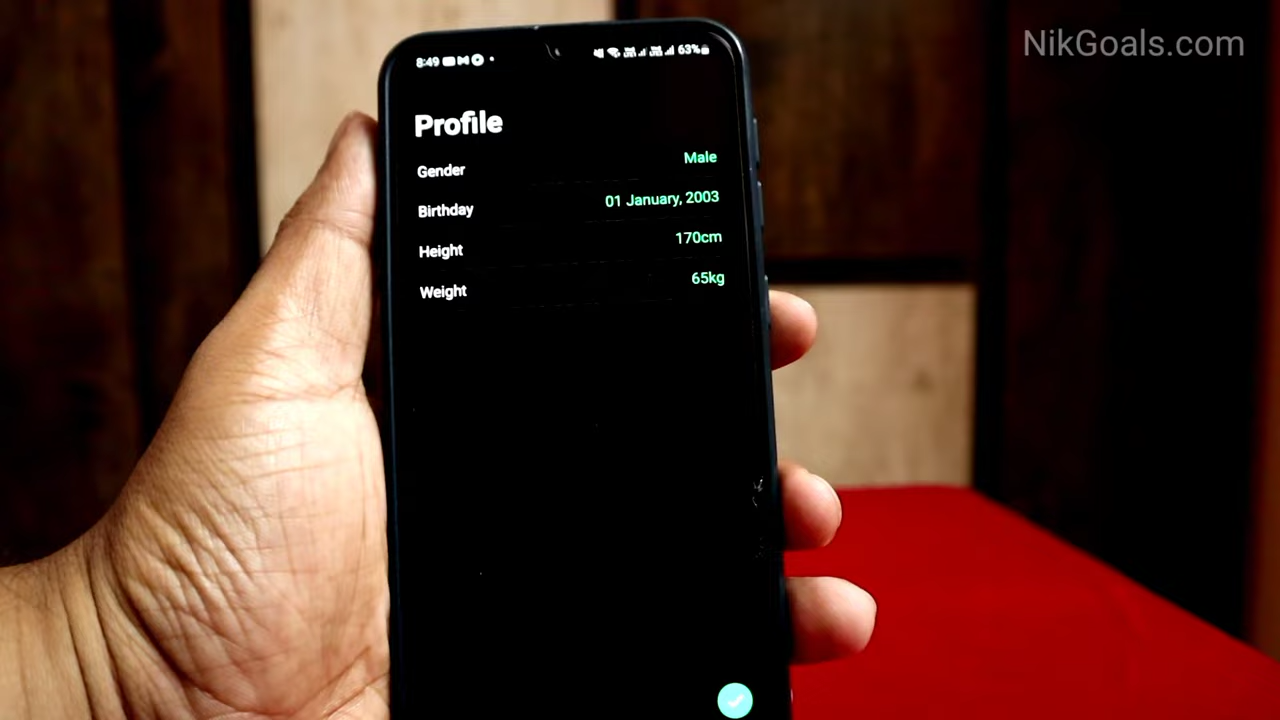 NikGoals.com
8:49 63%
Profile
Gender Male
Birthday 01 January, 2003
Height 170cm
Weight 65kg